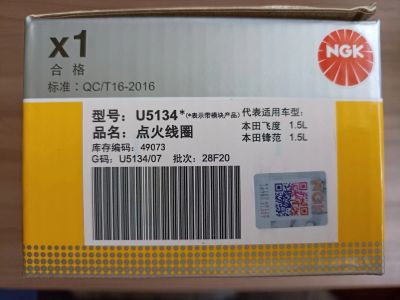 x1
合格
标准：QC/T16-2016
NGK
型号：U5134*(*表示带模块产品)
品名：点火线圈
库存编码：49073
G码：U5134/07 批次：28F20
代表适用车型：
本田飞度 1.5L
本田锋范 1.5L
NGK